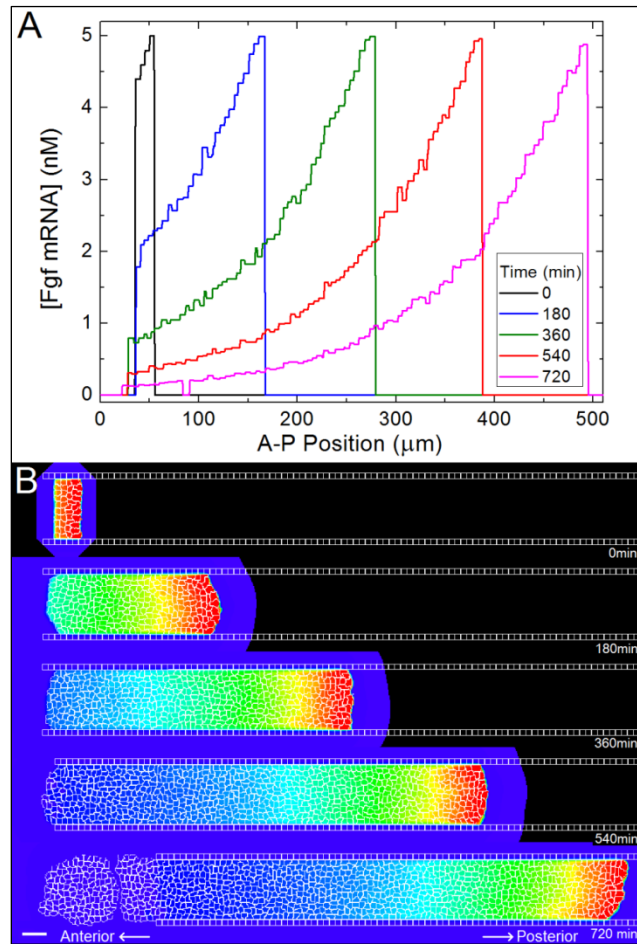 A
[Fgf mRNA] (nM)
5
4
3
2
1
0
0 100 200 300 400 500
A-P Position (μm)
Time (min)
0
180
360
540
720
B
0min
180min
360min
540min
Anterior ← → Posterior 720 min